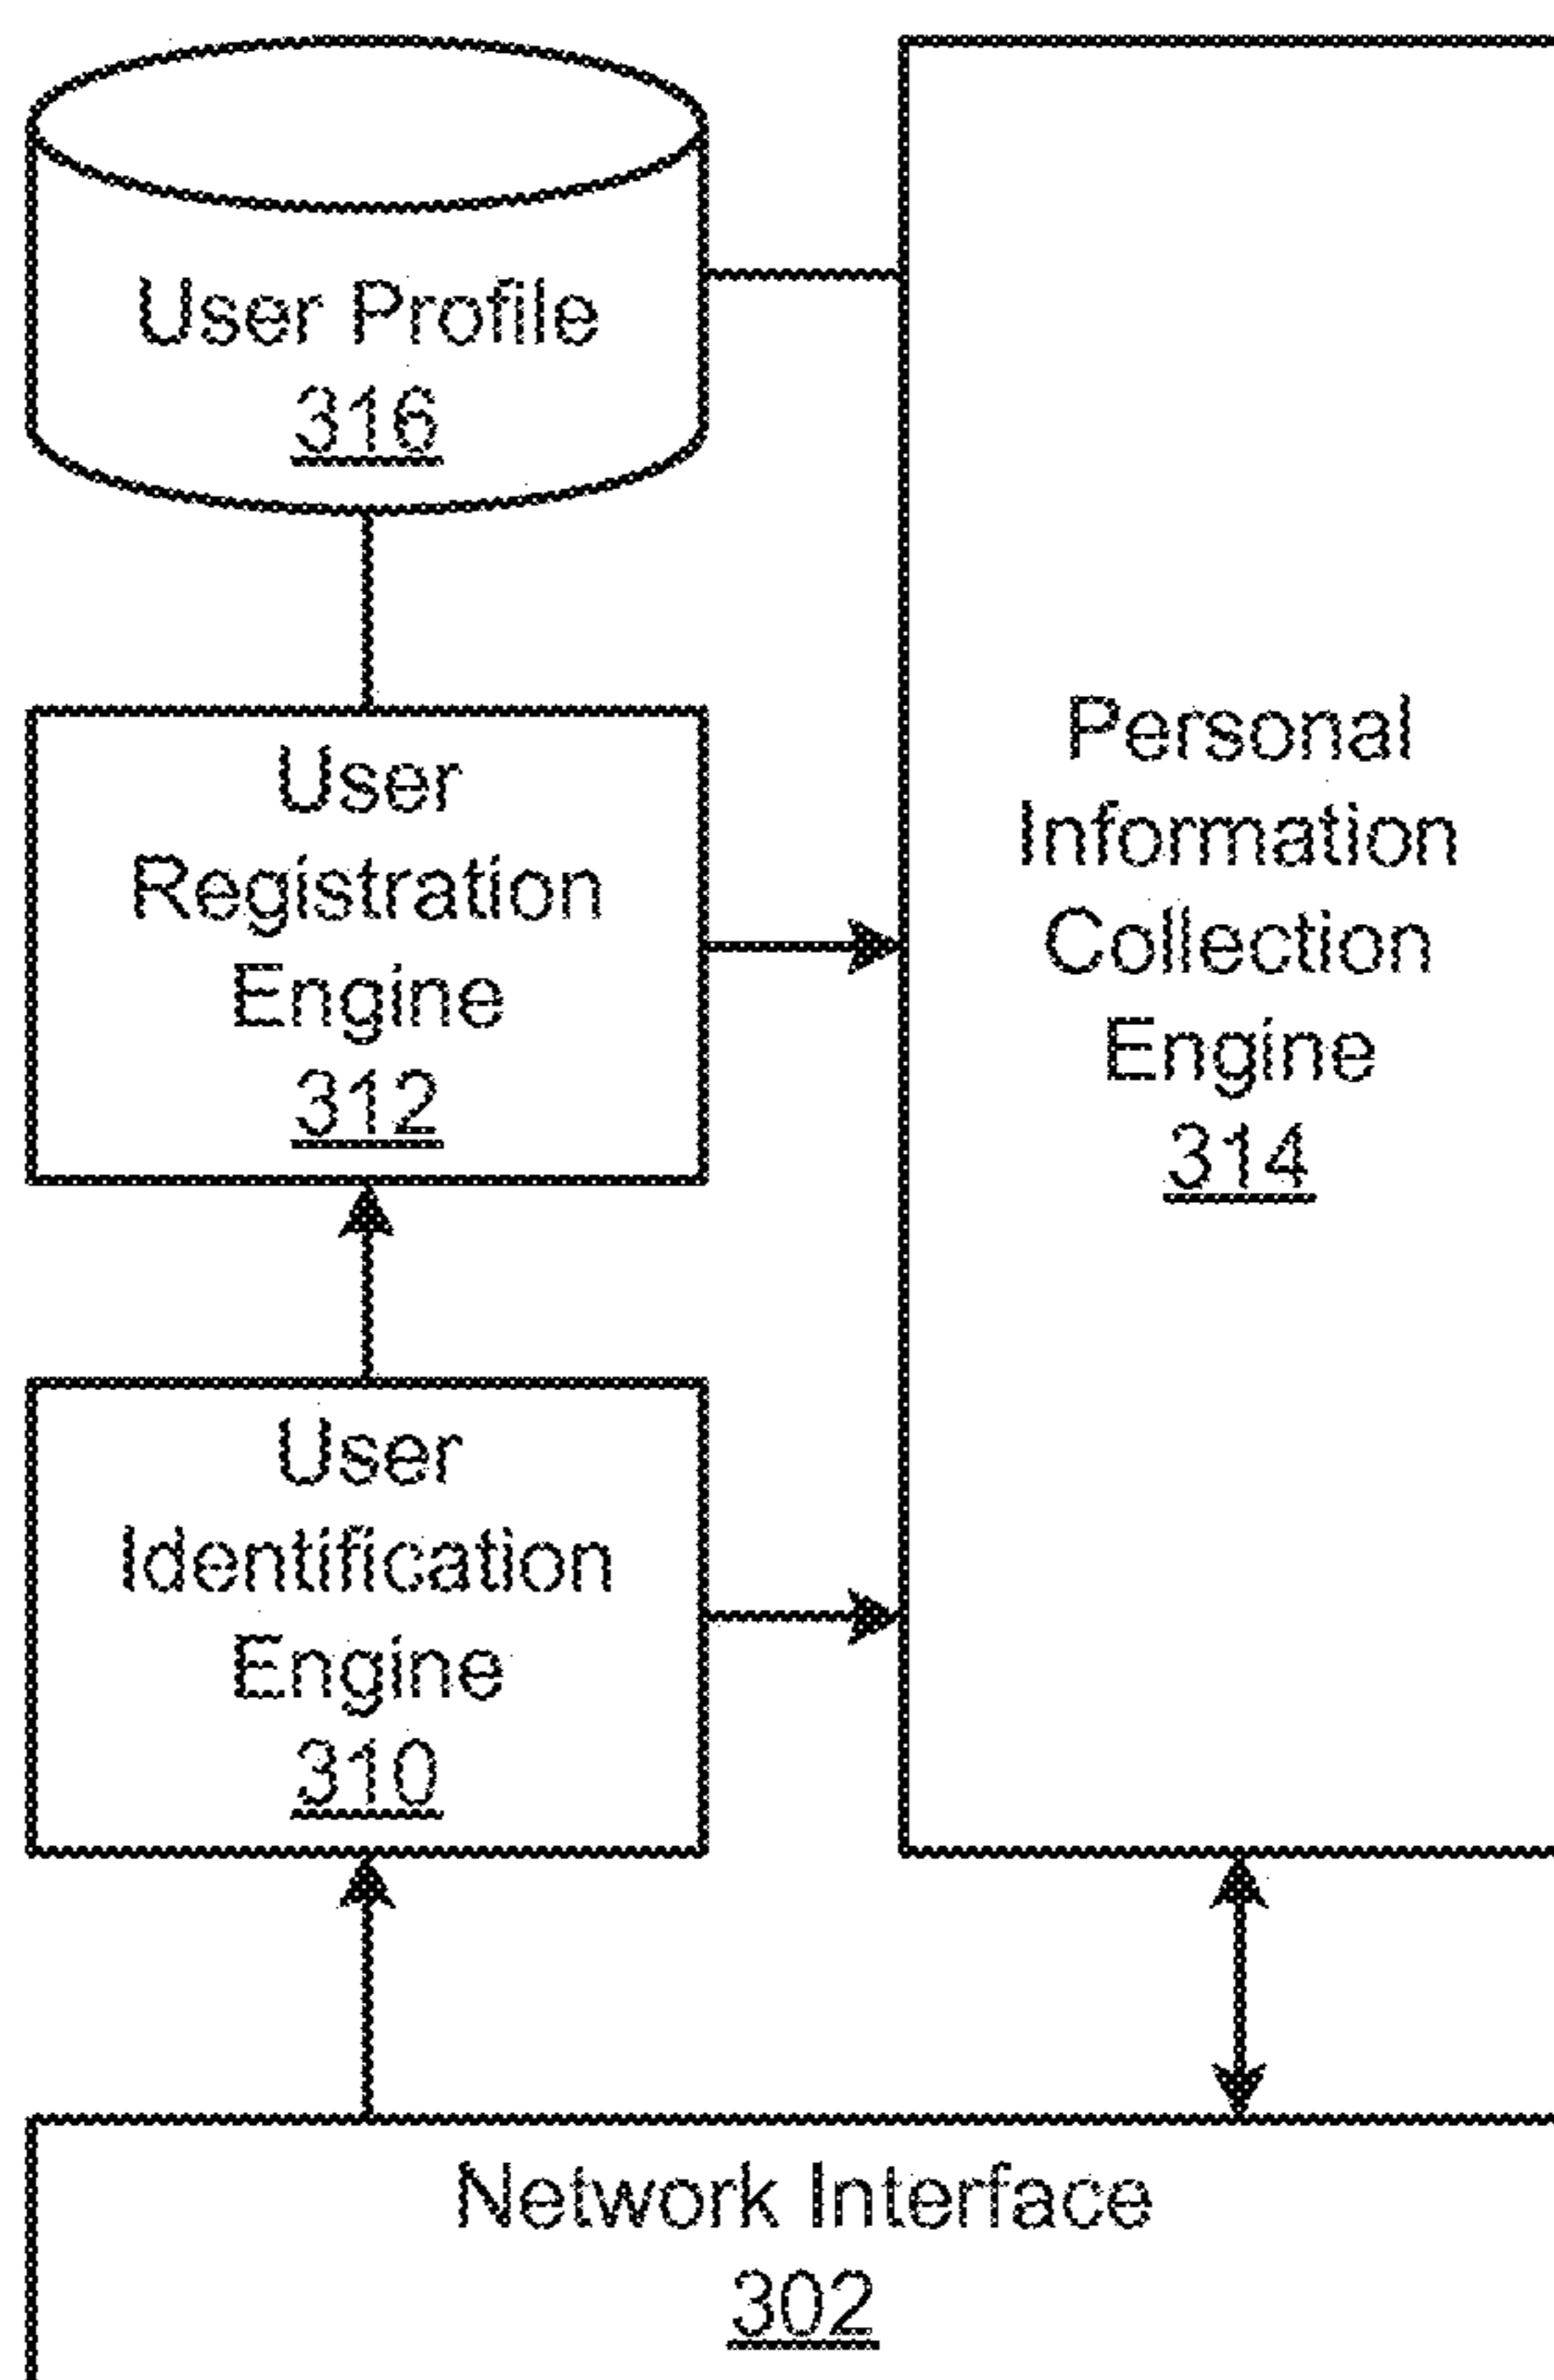 User Profile
316
User
Registration
Engine
312
Personal
Information
Collection
Engine
314
User
Identification
Engine
310
Network Interface
302